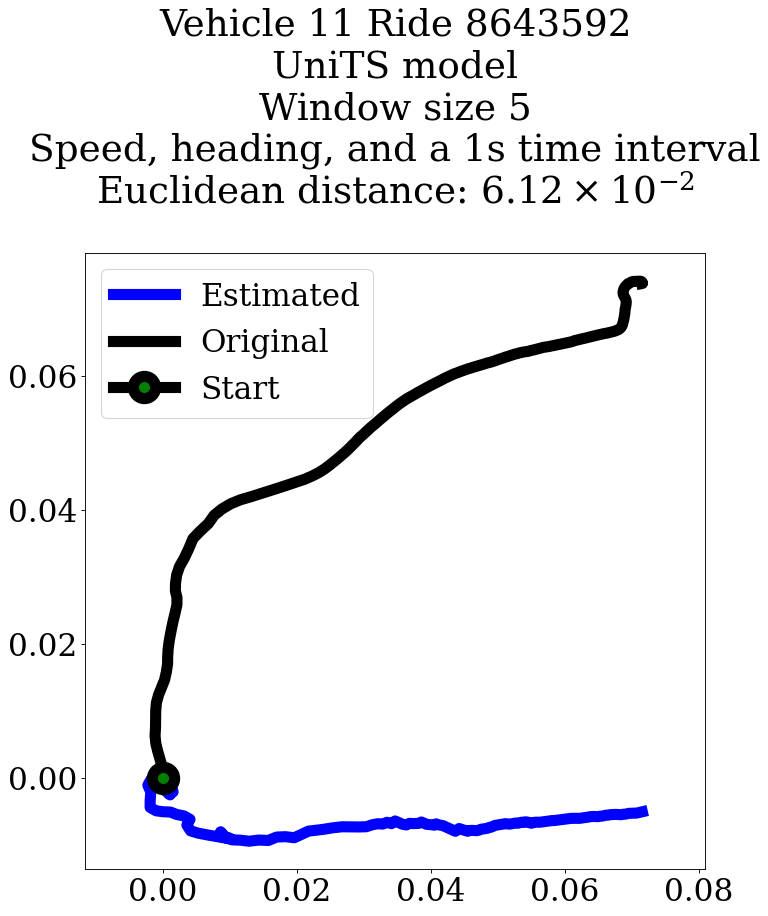 Vehicle 11 Ride 8643592
UniTS model
Window size 5
Speed, heading, and a 1s time interval
Euclidean distance: 6.12 × 10⁻²
Estimated
Original
Start
0.06
0.04
0.02
0.00
0.00 0.02 0.04 0.06 0.08